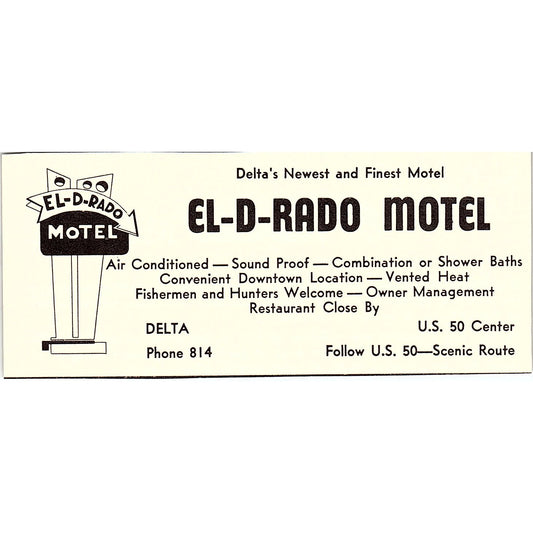 EL-D-RADO
MOTEL
Delta's Newest and Finest Motel
EL-D-RADO MOTEL
Air Conditioned — Sound Proof — Combination or Shower Baths
Convenient Downtown Location — Vented Heat
Fishermen and Hunters Welcome — Owner Management
Restaurant Close By
DELTA
U.S. 50 Center
Phone 814
Follow U.S. 50—Scenic Route